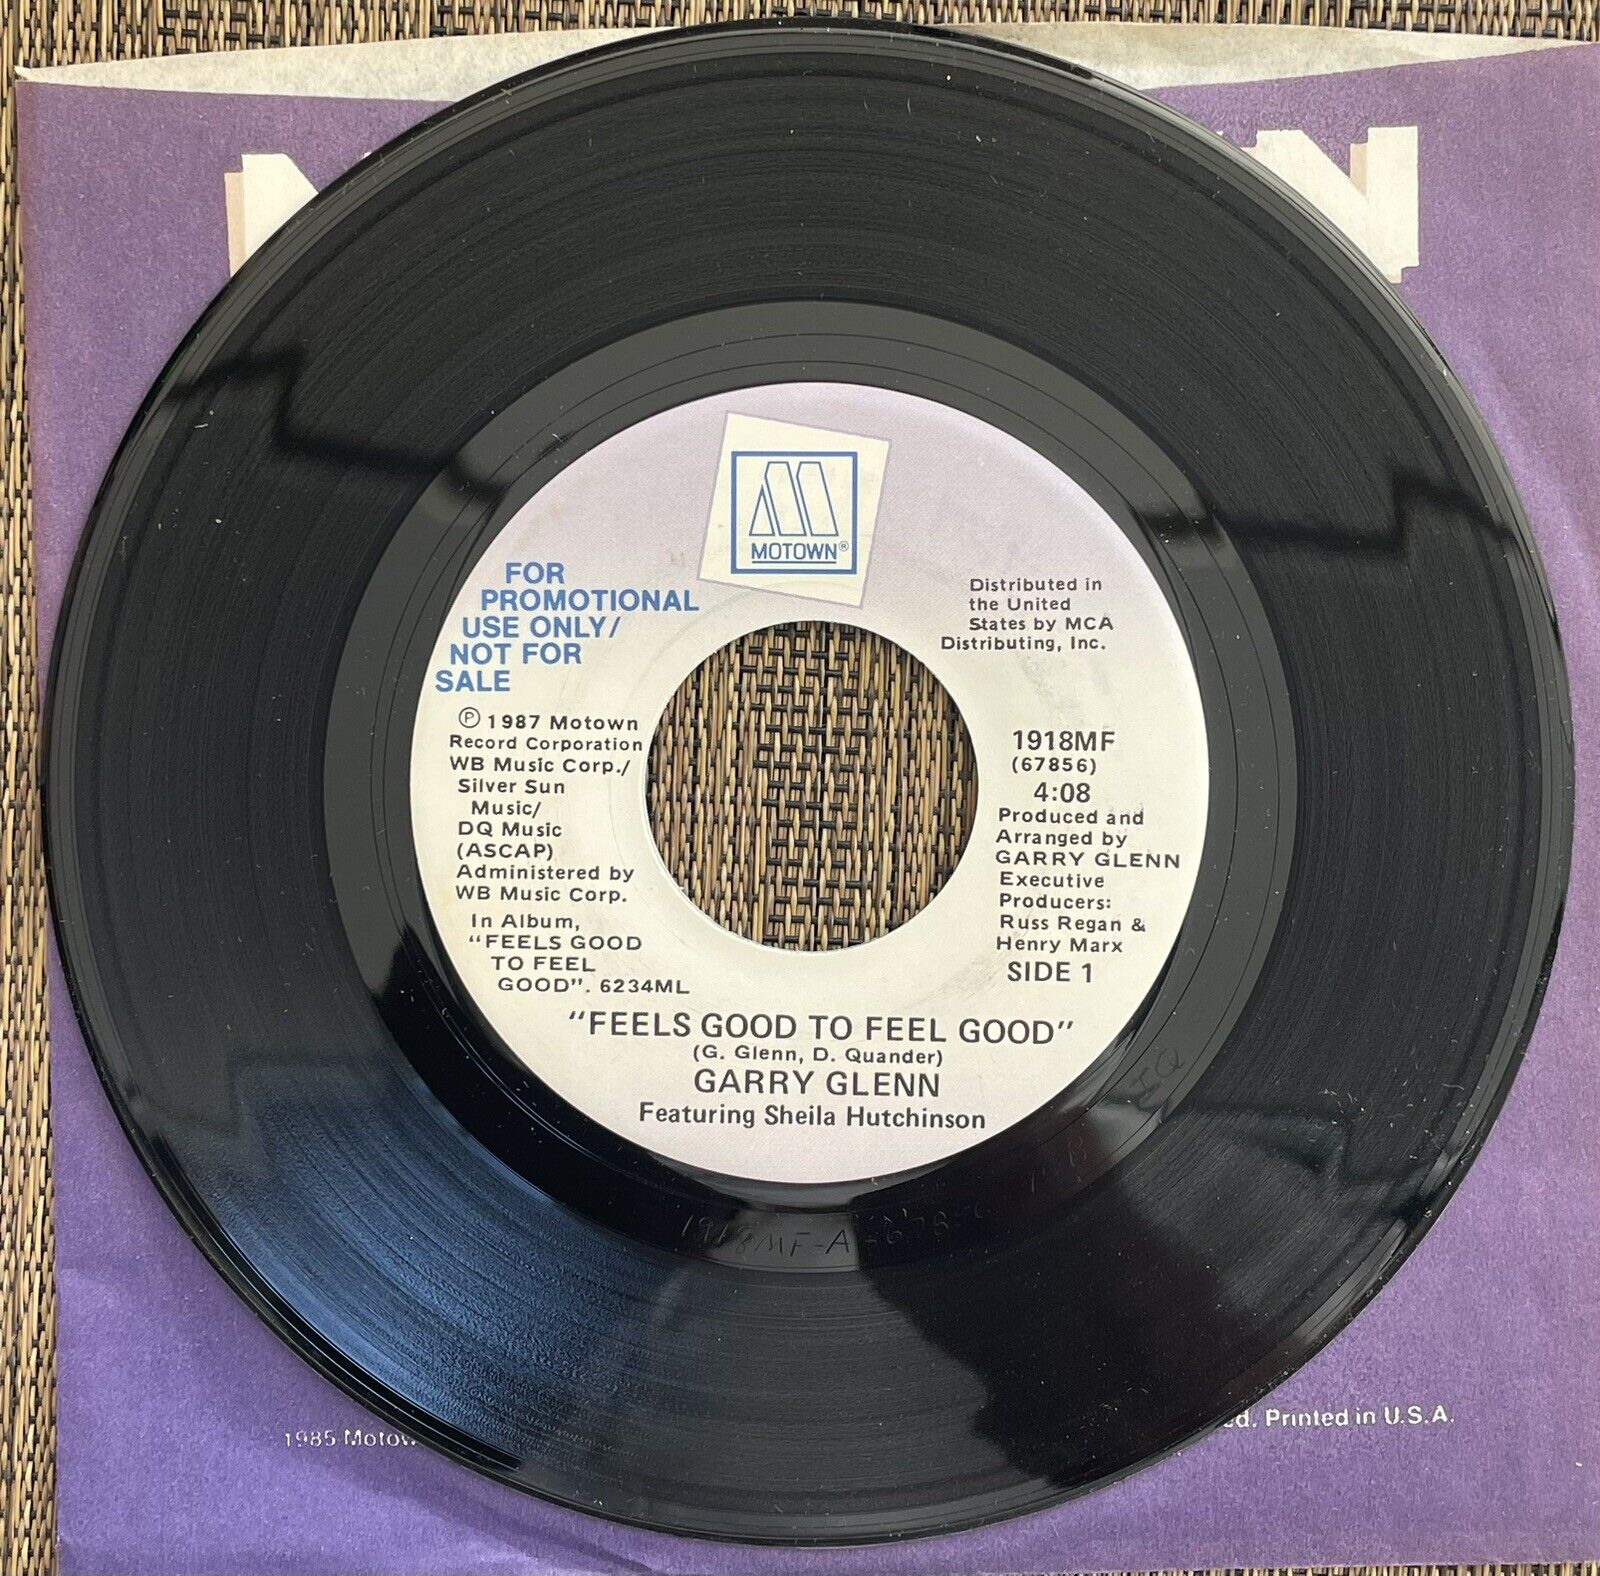 MOTOWN®
FOR
PROMOTIONAL
USE ONLY/
NOT FOR
SALE
Distributed in
the United
States by MCA
Distributing, Inc.
℗ 1987 Motown
Record Corporation
WB Music Corp./
Silver Sun
Music/
DQ Music
(ASCAP)
Administered by
WB Music Corp.
In Album,
"FEELS GOOD
TO FEEL
GOOD". 6234ML
1918MF
(67856)
4:08
Produced and
Arranged by
GARRY GLENN
Executive
Producers:
Russ Regan &
Henry Marx
SIDE 1
"FEELS GOOD TO FEEL GOOD"
(G. Glenn, D. Quander)
GARRY GLENN
Featuring Sheila Hutchinson
1918MF-A
1985 Motow
ed. Printed in U.S.A.